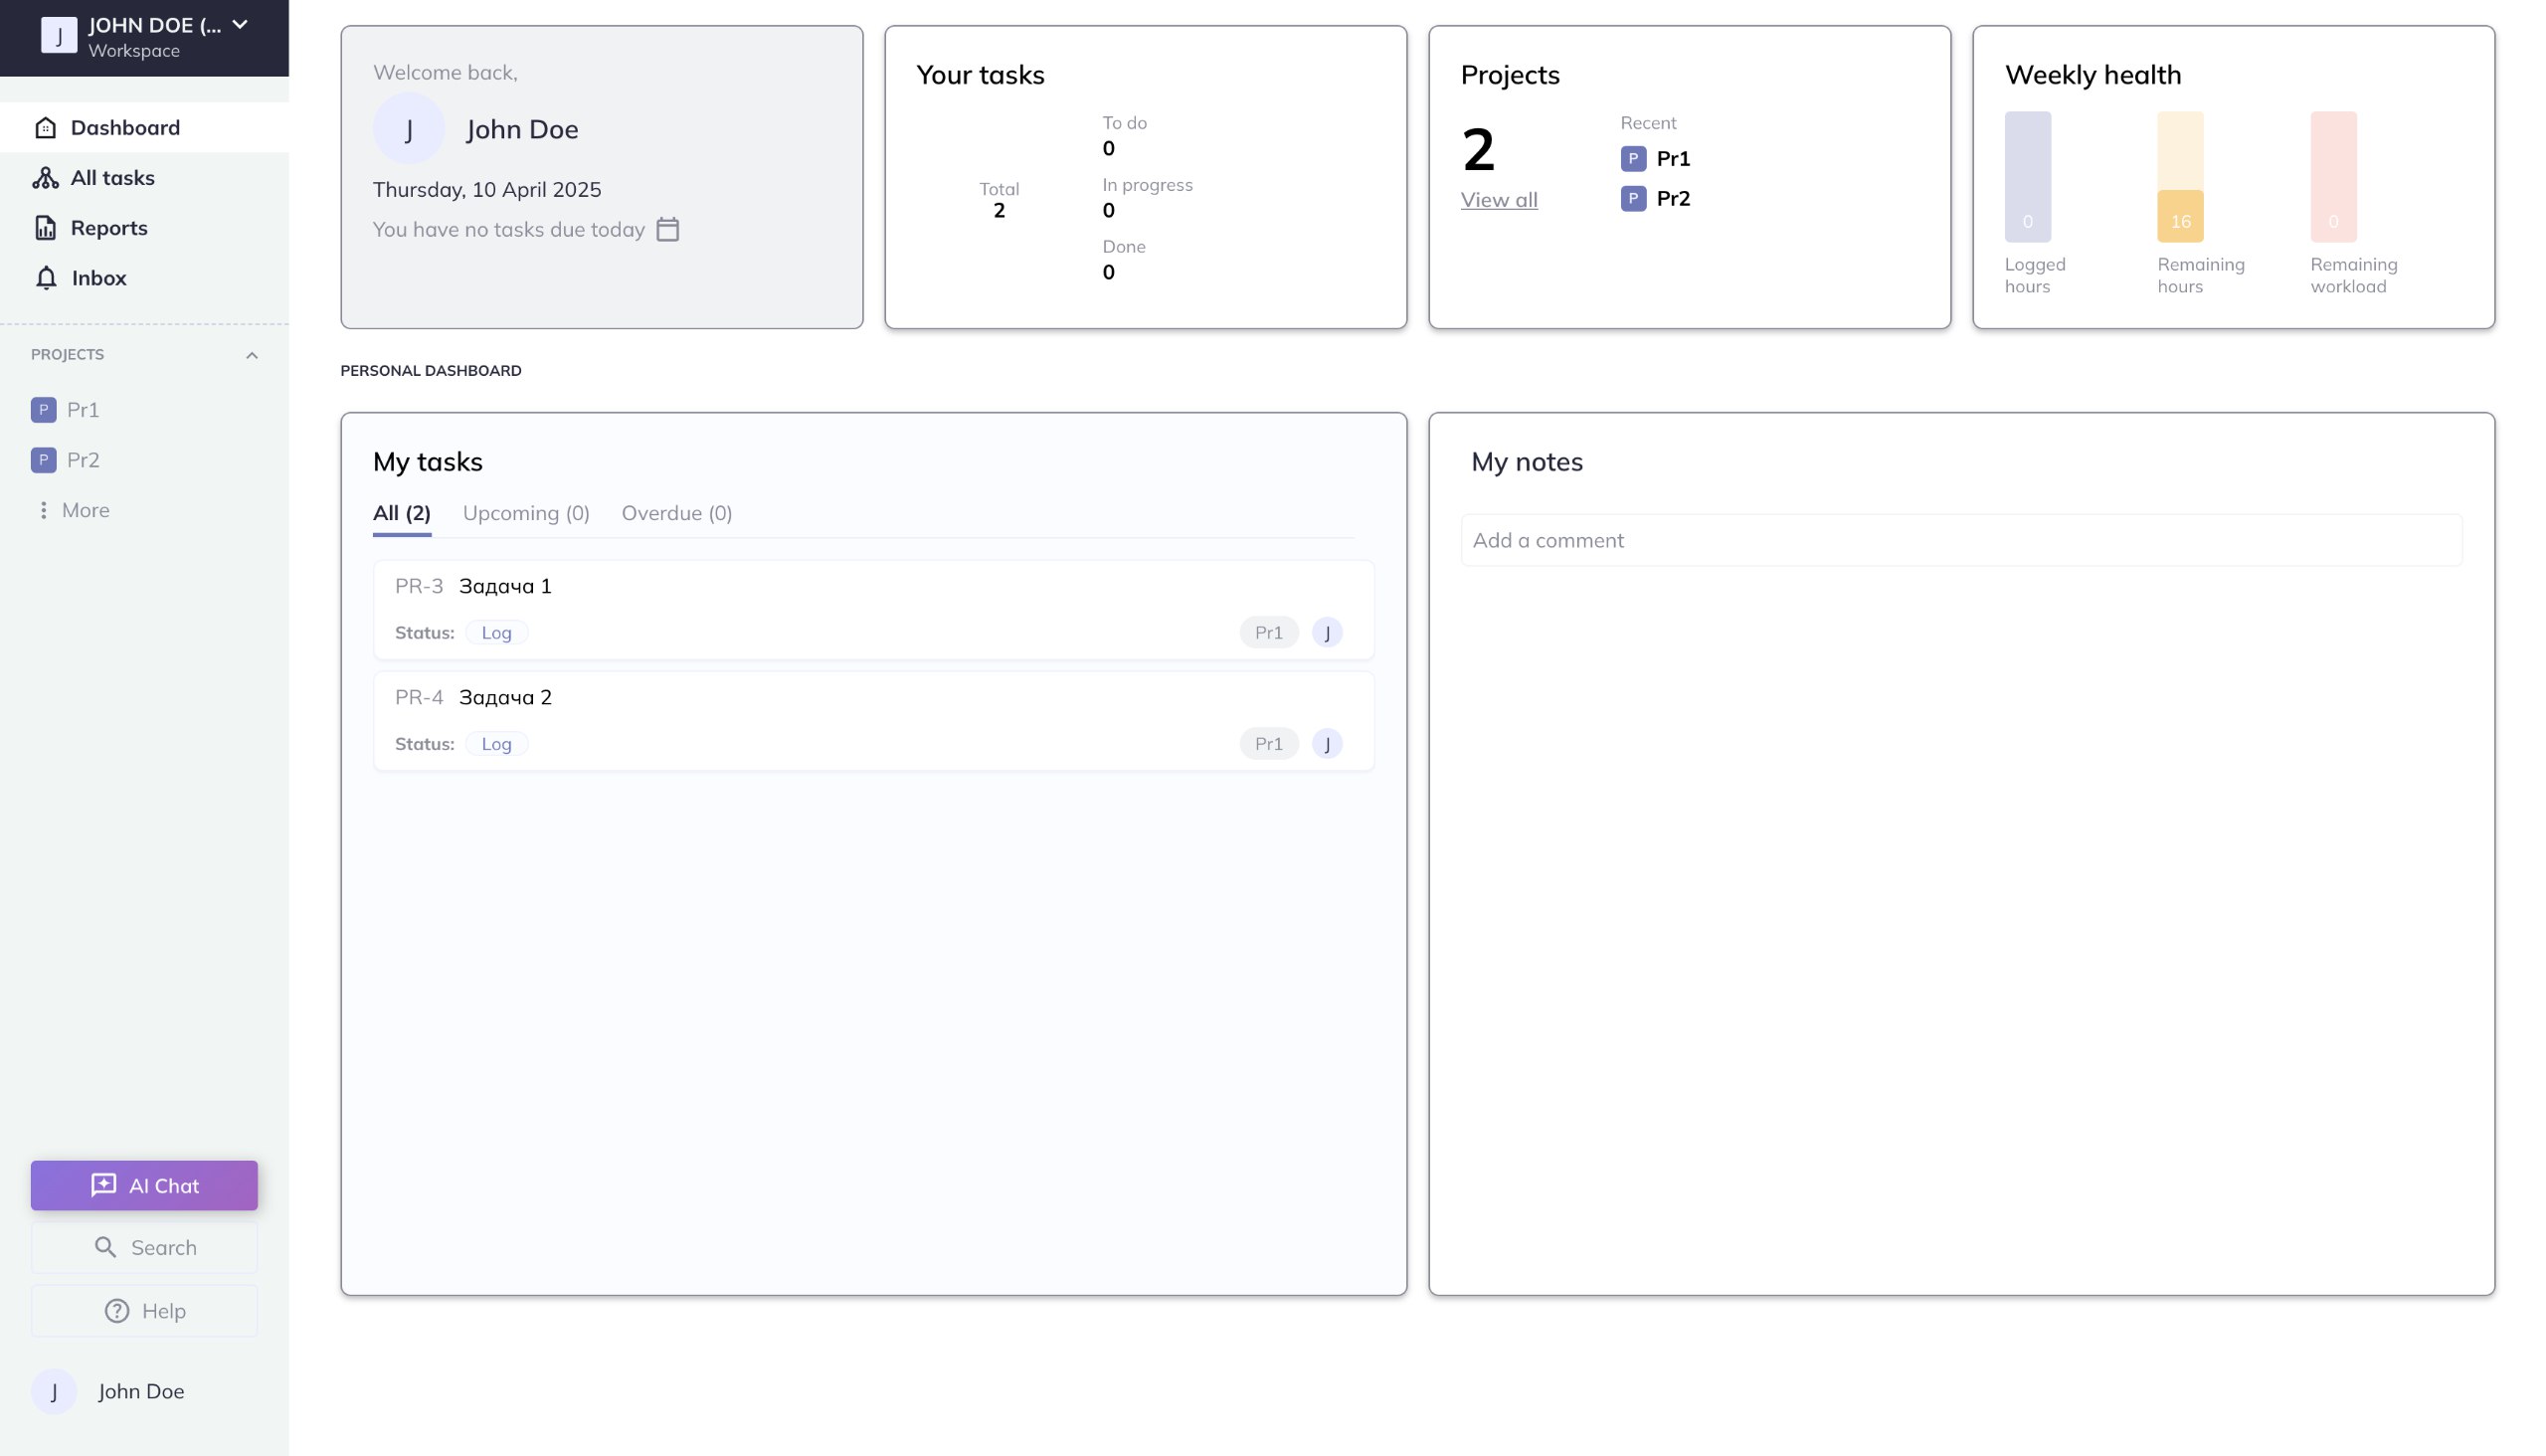 J
JOHN DOE (...
Workspace
Dashboard
All tasks
Reports
Inbox
PROJECTS
P Pr1
P Pr2
More
AI Chat
Search
Help
J John Doe
Welcome back,
J John Doe
Thursday, 10 April 2025
You have no tasks due today
Your tasks
Total
2
To do
0
In progress
0
Done
0
Projects
2
View all
Recent
P Pr1
P Pr2
Weekly health
0
Logged
hours
16
Remaining
hours
0
Remaining
workload
PERSONAL DASHBOARD
My tasks
All (2) Upcoming (0) Overdue (0)
PR-3 Задача 1
Status: Log Pr1 J
PR-4 Задача 2
Status: Log Pr1 J
My notes
Add a comment